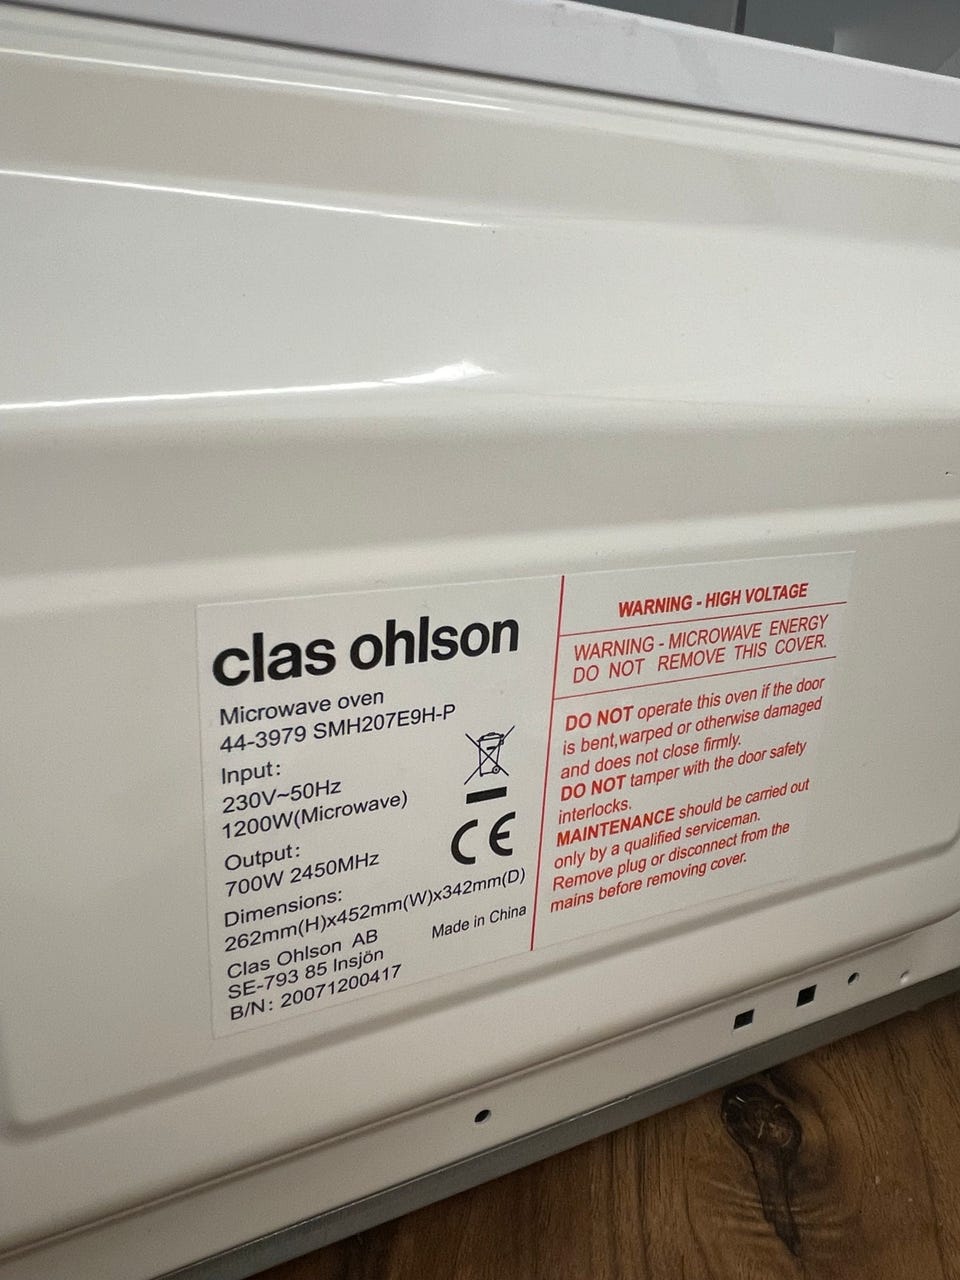 clas ohlson
Microwave oven
44-3979 SMH207E9H-P
Input:
230V~50Hz
1200W(Microwave)
Output:
700W 2450MHz
Dimensions:
262mm(H)x452mm(W)x342mm(D)
Clas Ohlson AB
SE-793 85 Insjön
B/N: 20071200417
CE
Made in China
WARNING - HIGH VOLTAGE
WARNING - MICROWAVE ENERGY
DO NOT REMOVE THIS COVER.
DO NOT operate this oven if the door
is bent,warped or otherwise damaged
and does not close firmly.
DO NOT tamper with the door safety
interlocks.
MAINTENANCE should be carried out
only by a qualified serviceman.
Remove plug or disconnect from the
mains before removing cover.